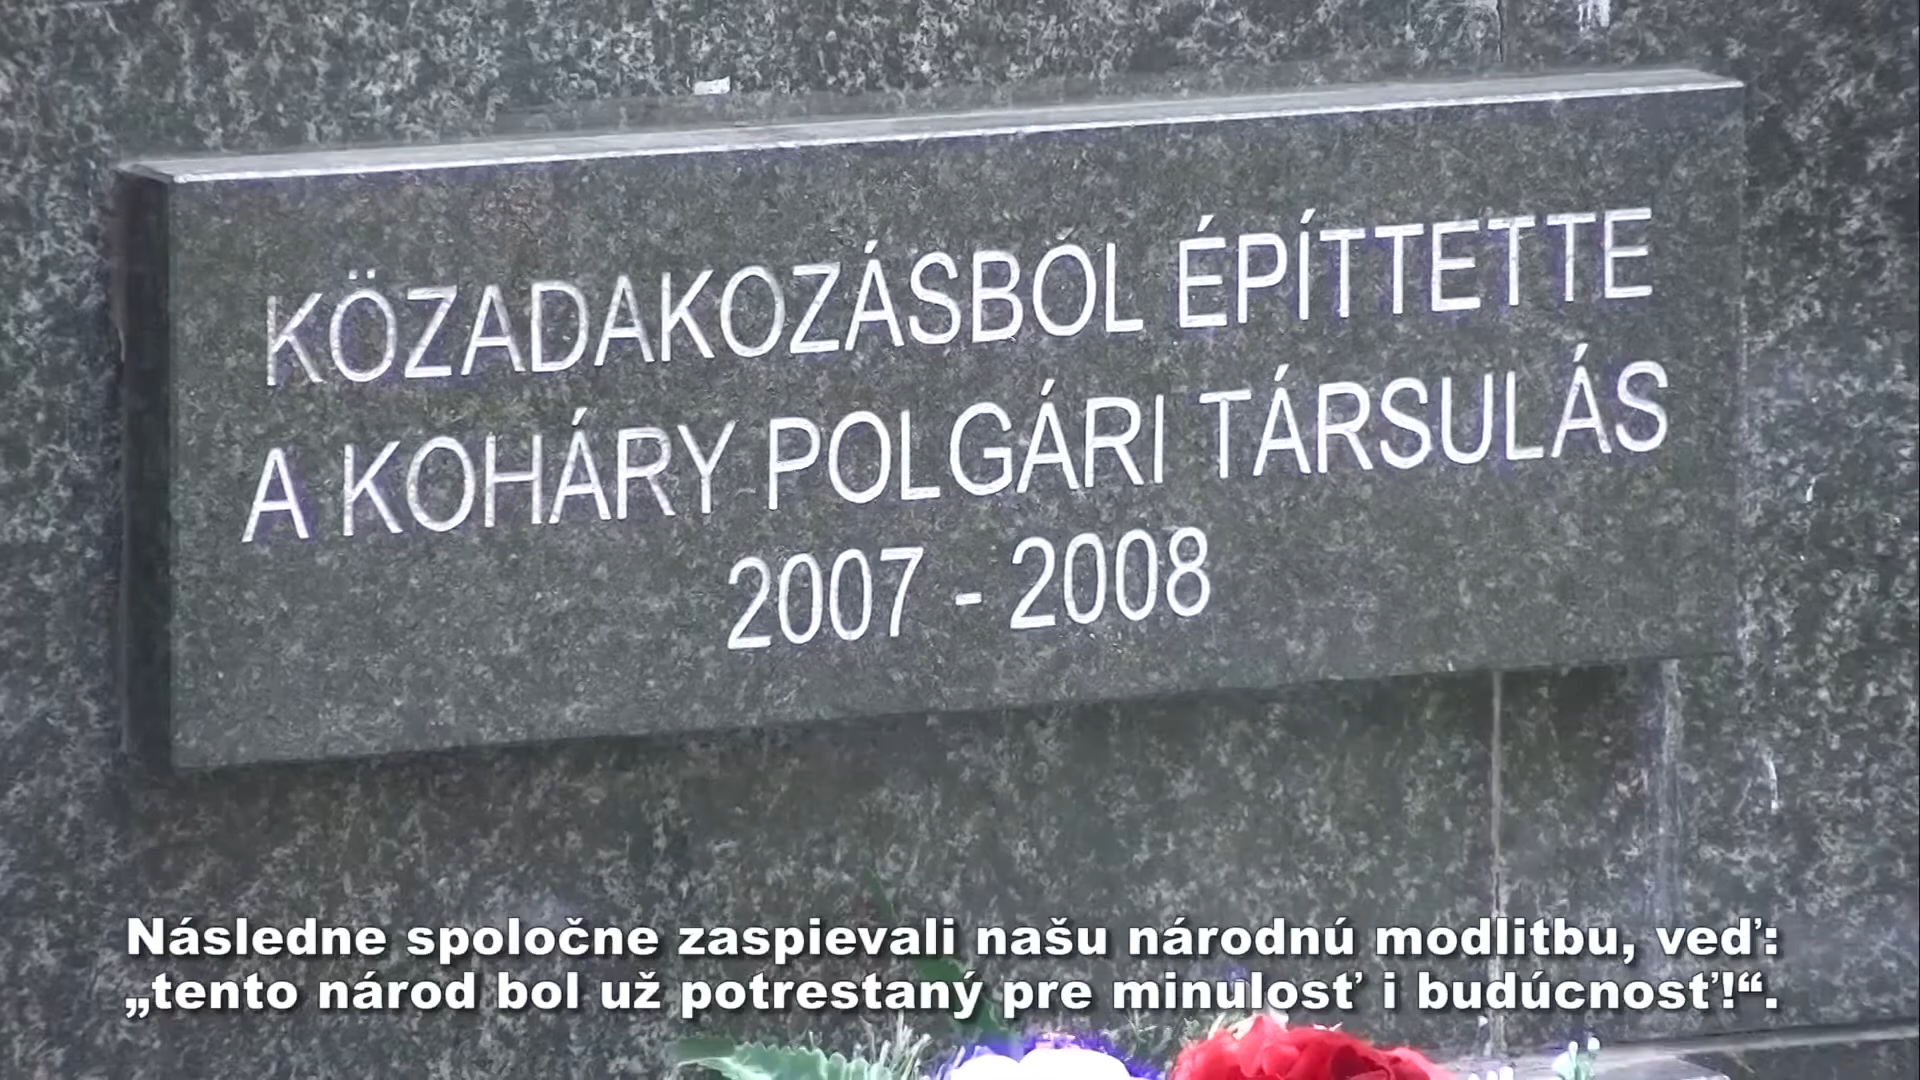 KÖZADAKOZÁSBÓL ÉPÍTTETTE
A KOHÁRY POLGÁRI TÁRSULÁS
2007 - 2008
Následne spoločne zaspievali našu národnú modlitbu, veď:
„tento národ bol už potrestaný pre minulosť i budúcnosť!“.